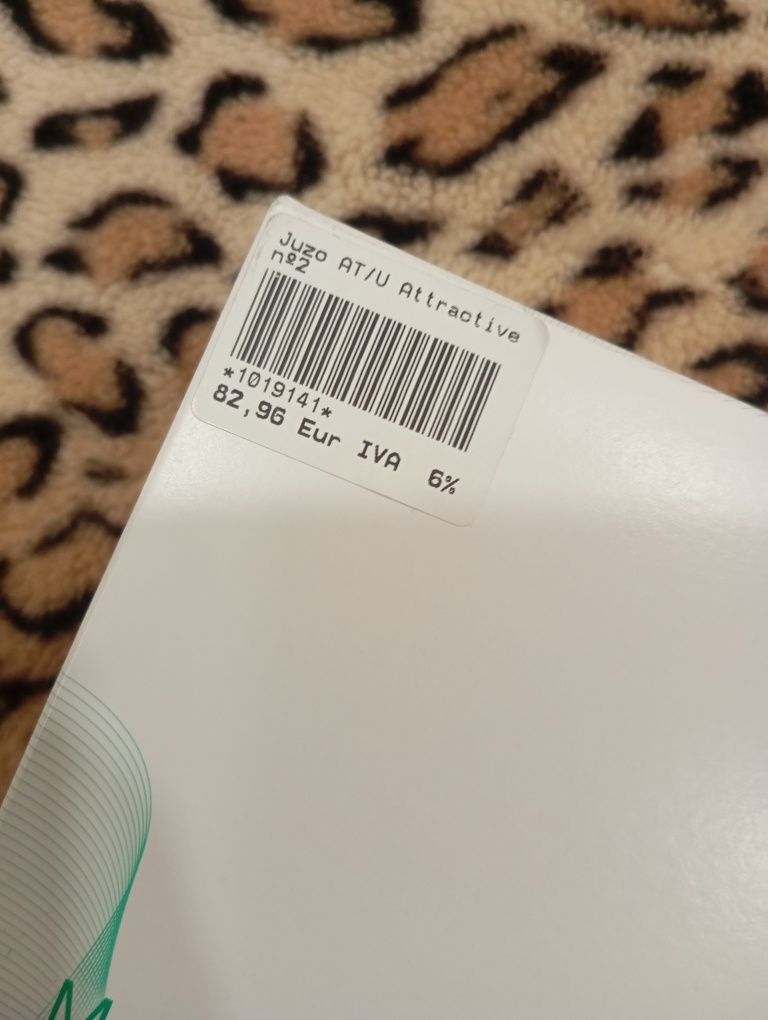 Juzo AT/U Attractive
nº2
*1019141*
82,96 Eur IVA 6%